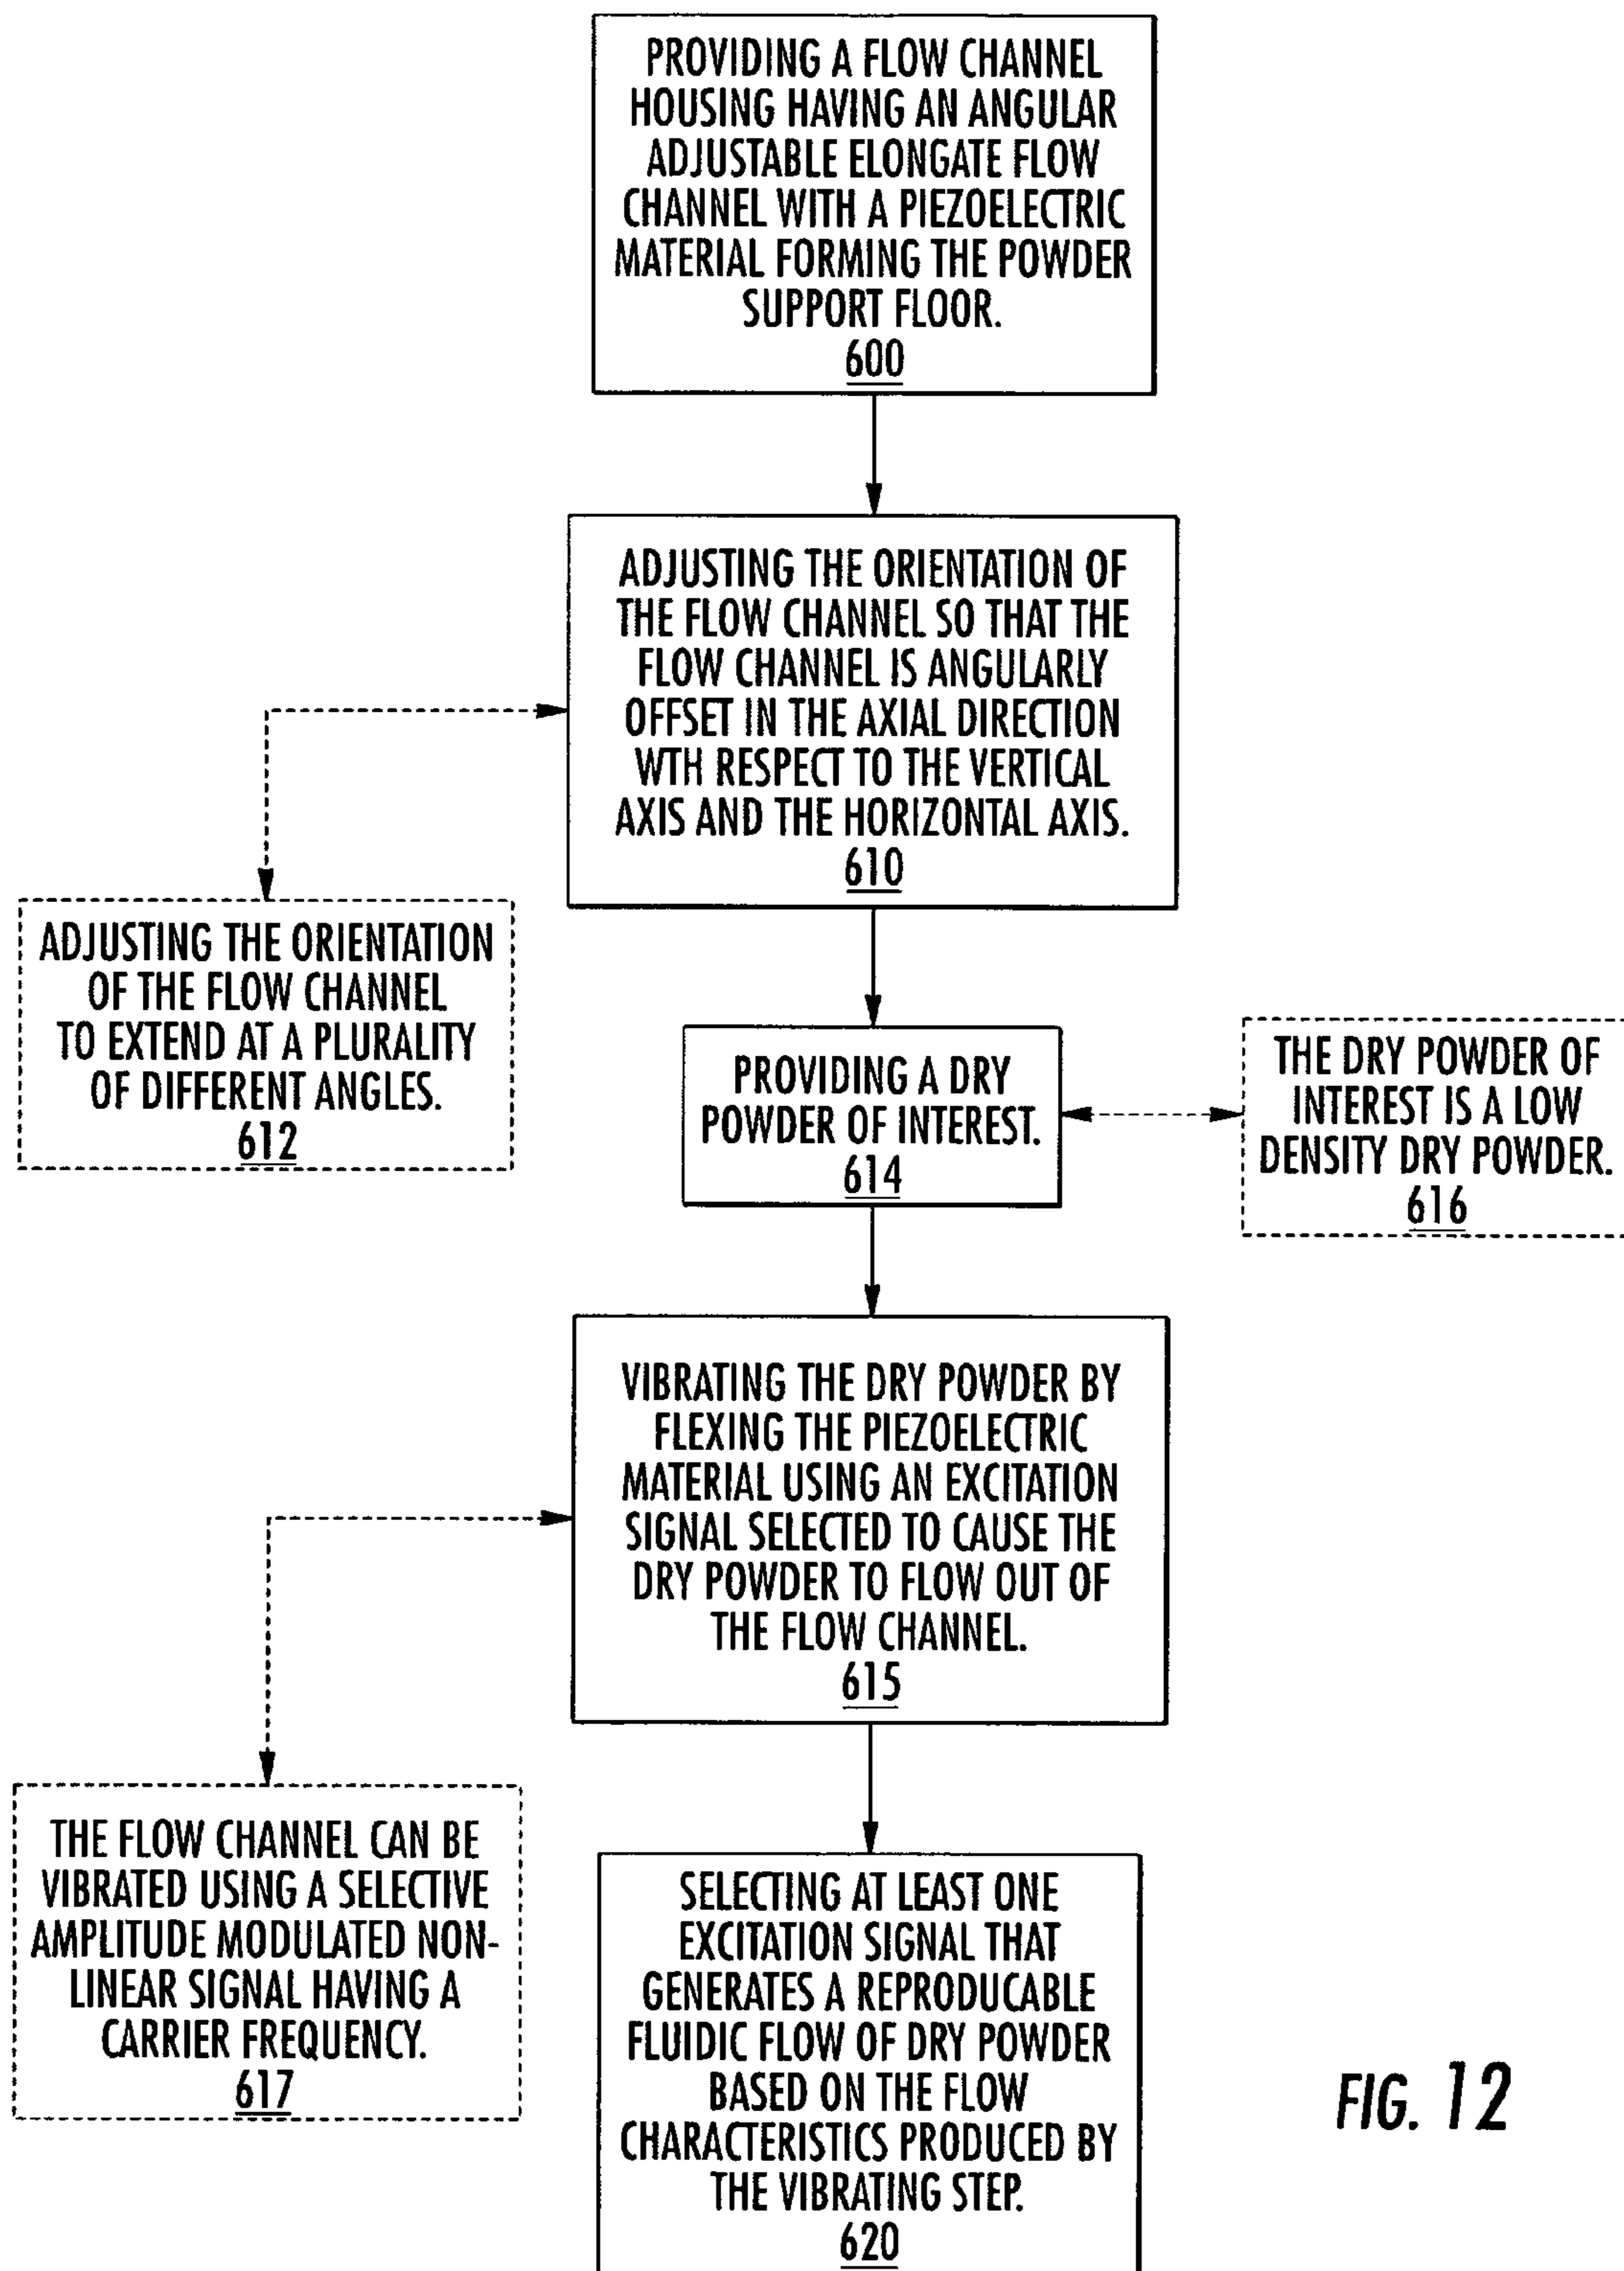 PROVIDING A FLOW CHANNEL
HOUSING HAVING AN ANGULAR
ADJUSTABLE ELONGATE FLOW
CHANNEL WITH A PIEZOELECTRIC
MATERIAL FORMING THE POWDER
SUPPORT FLOOR.
600
ADJUSTING THE ORIENTATION OF
THE FLOW CHANNEL SO THAT THE
FLOW CHANNEL IS ANGULARLY
OFFSET IN THE AXIAL DIRECTION
WTH RESPECT TO THE VERTICAL
AXIS AND THE HORIZONTAL AXIS.
610
ADJUSTING THE ORIENTATION
OF THE FLOW CHANNEL
TO EXTEND AT A PLURALITY
OF DIFFERENT ANGLES.
612
PROVIDING A DRY
POWDER OF INTEREST.
614
THE DRY POWDER OF
INTEREST IS A LOW
DENSITY DRY POWDER.
616
VIBRATING THE DRY POWDER BY
FLEXING THE PIEZOELECTRIC
MATERIAL USING AN EXCITATION
SIGNAL SELECTED TO CAUSE THE
DRY POWDER TO FLOW OUT OF
THE FLOW CHANNEL.
615
THE FLOW CHANNEL CAN BE
VIBRATED USING A SELECTIVE
AMPLITUDE MODULATED NON-
LINEAR SIGNAL HAVING A
CARRIER FREQUENCY.
617
SELECTING AT LEAST ONE
EXCITATION SIGNAL THAT
GENERATES A REPRODUCABLE
FLUIDIC FLOW OF DRY POWDER
BASED ON THE FLOW
CHARACTERISTICS PRODUCED BY
THE VIBRATING STEP.
620
FIG. 12